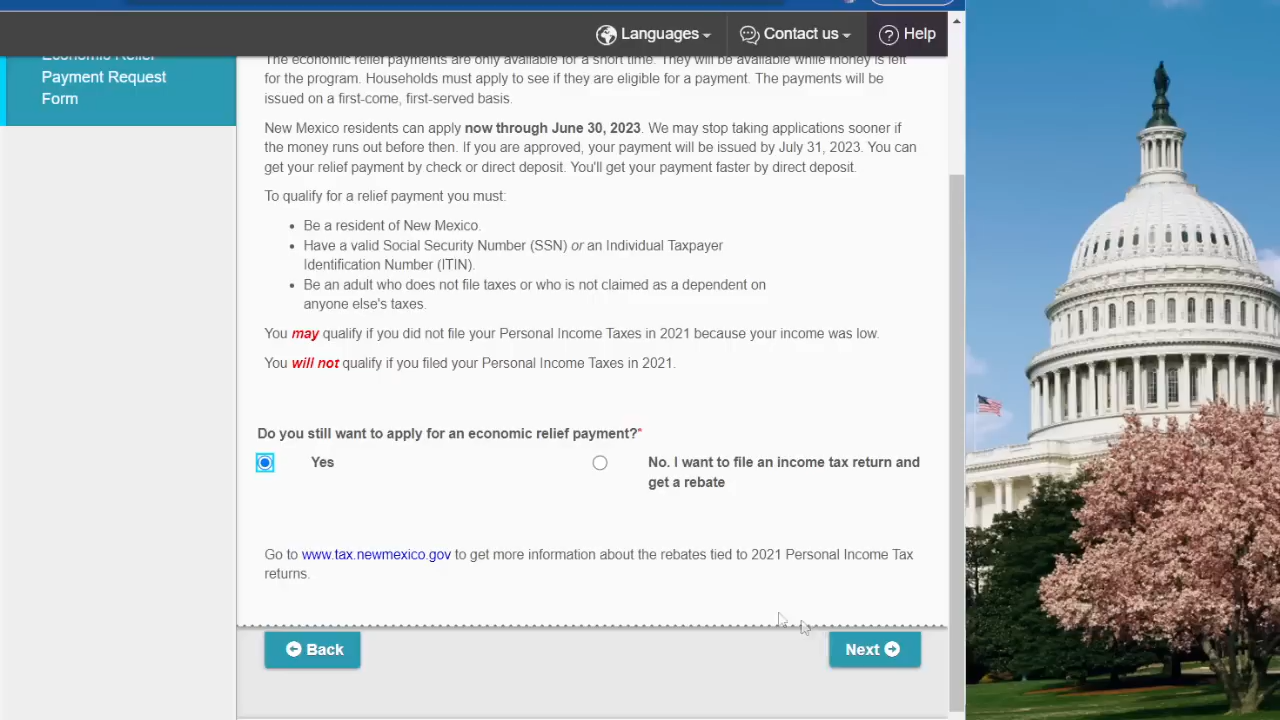 Languages
Contact us
Help
Economic Relief
Payment Request
Form
The economic relief payments are only available for a short time. They will be available while money is left
for the program. Households must apply to see if they are eligible for a payment. The payments will be
issued on a first-come, first-served basis.
New Mexico residents can apply now through June 30, 2023. We may stop taking applications sooner if
the money runs out before then. If you are approved, your payment will be issued by July 31, 2023. You can
get your relief payment by check or direct deposit. You'll get your payment faster by direct deposit.
To qualify for a relief payment you must:
• Be a resident of New Mexico.
• Have a valid Social Security Number (SSN) or an Individual Taxpayer
Identification Number (ITIN).
• Be an adult who does not file taxes or who is not claimed as a dependent on
anyone else's taxes.
You may qualify if you did not file your Personal Income Taxes in 2021 because your income was low.
You will not qualify if you filed your Personal Income Taxes in 2021.
Do you still want to apply for an economic relief payment?*
Yes
No. I want to file an income tax return and
get a rebate
Go to www.tax.newmexico.gov to get more information about the rebates tied to 2021 Personal Income Tax
returns.
Back
Next